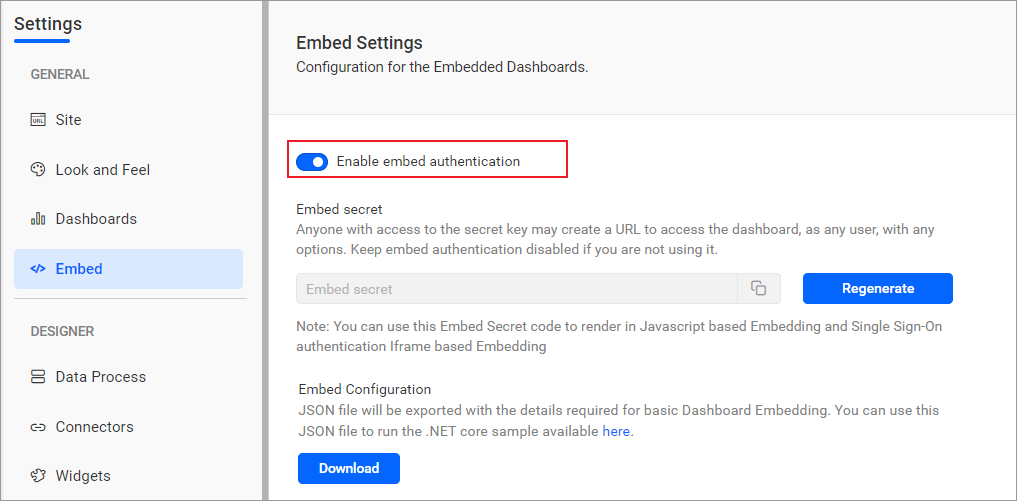 Settings
GENERAL
URL
Site
Look and Feel
Dashboards
Embed
DESIGNER
Data Process
Connectors
Widgets
Embed Settings
Configuration for the Embedded Dashboards.
Enable embed authentication
Embed secret
Anyone with access to the secret key may create a URL to access the dashboard, as any user, with any
options. Keep embed authentication disabled if you are not using it.
Embed secret
Regenerate
Note: You can use this Embed Secret code to render in Javascript based Embedding and Single Sign-On
authentication Iframe based Embedding
Embed Configuration
JSON file will be exported with the details required for basic Dashboard Embedding. You can use this
JSON file to run the .NET core sample available here.
Download